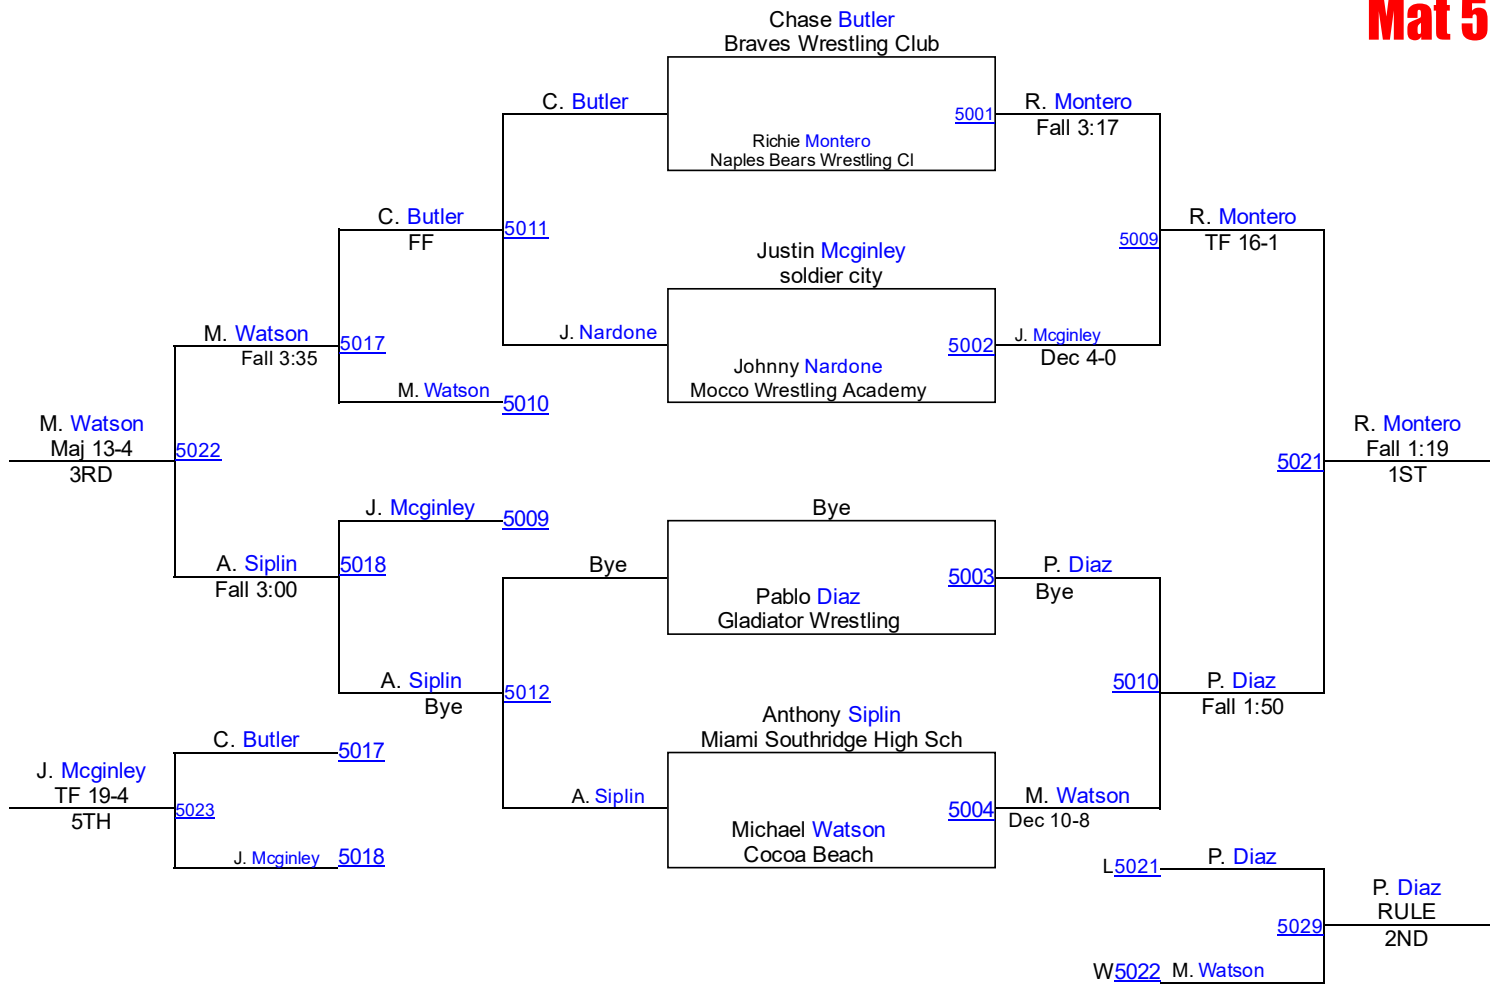 Mat 5
Chase Butler
Braves Wrestling Club
C. Butler
5001
R. Montero
Fall 3:17
Richie Montero
Naples Bears Wrestling Cl
C. Butler
FF
5011
R. Montero
TF 16-1
5009
Justin Mcginley
soldier city
M. Watson
Fall 3:35
5017
J. Nardone
5002
J. Mcginley
Dec 4-0
Johnny Nardone
Mocco Wrestling Academy
M. Watson
5010
M. Watson
Maj 13-4
3RD
5022
R. Montero
Fall 1:19
1ST
5021
J. Mcginley
5009
Bye
A. Siplin
Fall 3:00
5018
Bye
5003
P. Diaz
Bye
Pablo Diaz
Gladiator Wrestling
A. Siplin
Bye
5012
5010
P. Diaz
Fall 1:50
Anthony Siplin
Miami Southridge High Sch
C. Butler
5017
J. Mcginley
TF 19-4
5TH
5023
A. Siplin
5004
M. Watson
Dec 10-8
Michael Watson
Cocoa Beach
J. Mcginley
5018
L5021
P. Diaz
P. Diaz
RULE
2ND
5029
W5022
M. Watson